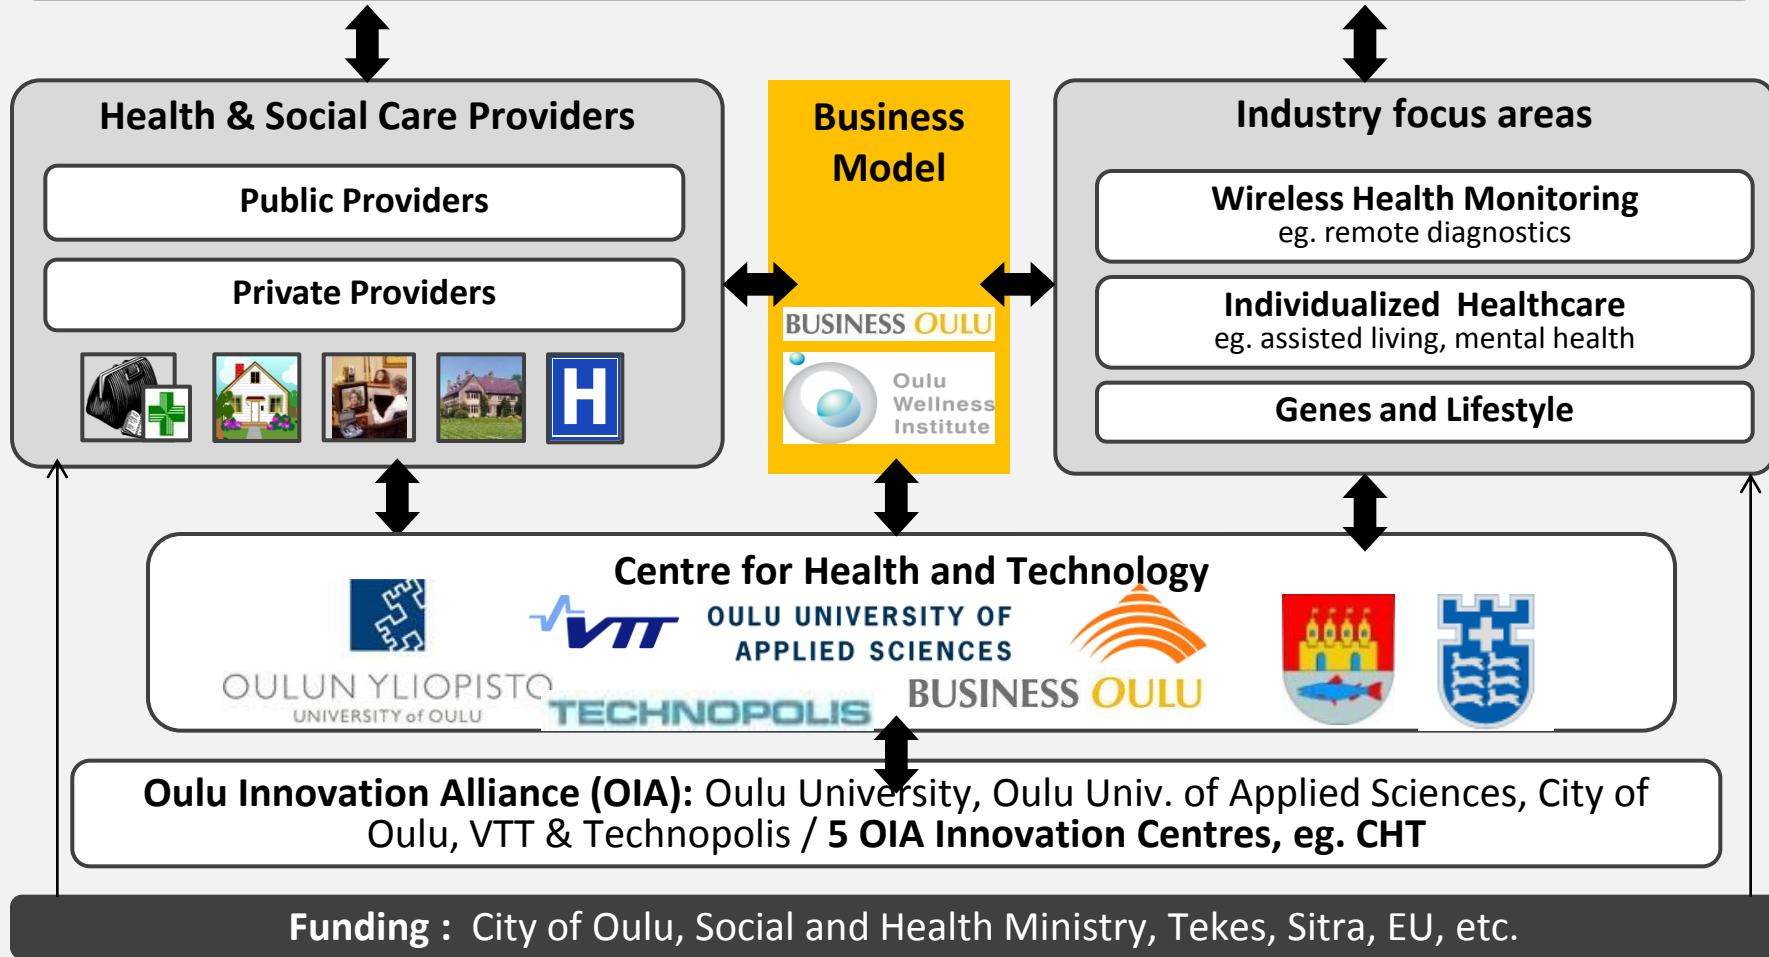 Health & Social Care Providers
Public Providers
Private Providers
H
Business
Model
BUSINESS OULU
Oulu
Wellness
Institute
Industry focus areas
Wireless Health Monitoring
eg. remote diagnostics
Individualized  Healthcare
eg. assisted living, mental health
Genes and Lifestyle
Centre for Health and Technology
OULUN YLIOPISTO
UNIVERSITY of OULU
VTT
TECHNOPOLIS
OULU UNIVERSITY OF
APPLIED SCIENCES
BUSINESS OULU
Oulu Innovation Alliance (OIA): Oulu University, Oulu Univ. of Applied Sciences, City of
Oulu, VTT & Technopolis / 5 OIA Innovation Centres, eg. CHT
Funding :  City of Oulu, Social and Health Ministry, Tekes, Sitra, EU, etc.